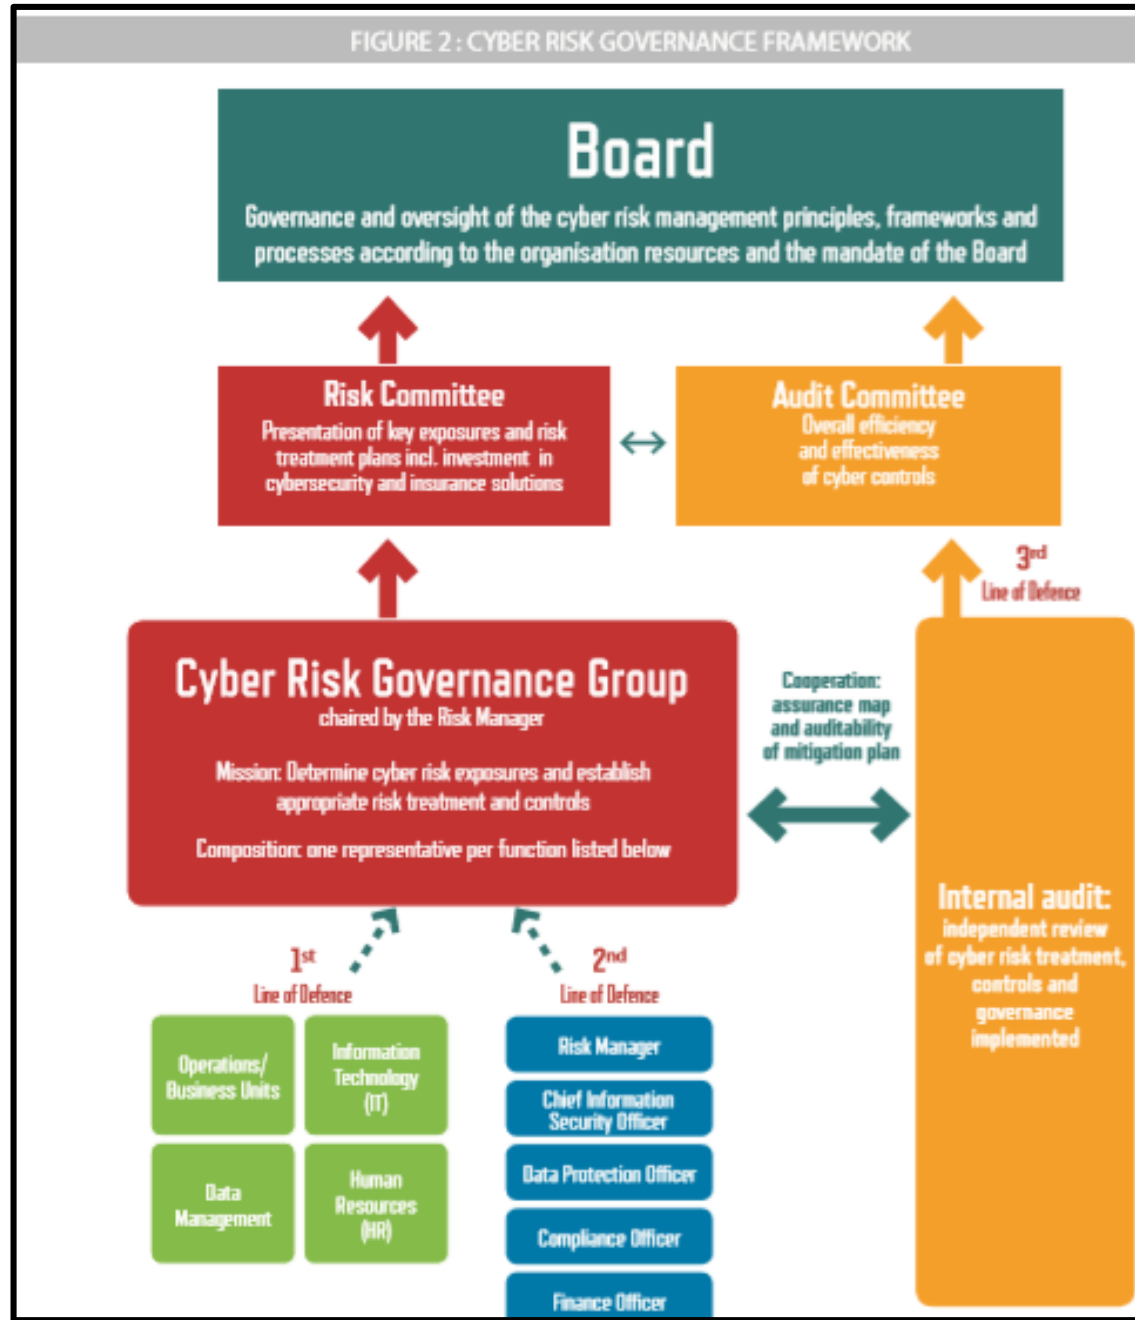 FIGURE 2 : CYBER RISK GOVERNANCE FRAMEWORK
Board
Governance and oversight of the cyber risk management principles, frameworks and
processes according to the organisation resources and the mandate of the Board
Risk Committee
Presentation of key exposures and risk
treatment plans incl. investment in
cybersecurity and insurance solutions
Audit Committee
Overall efficiency
and effectiveness
of cyber controls
3rd
Line of Defence
Cyber Risk Governance Group
chaired by the Risk Manager
Mission: Determine cyber risk exposures and establish
appropriate risk treatment and controls
Composition: one representative per function listed below
Cooperation:
assurance map
and auditability
of mitigation plan
Internal audit:
independent review
of cyber risk treatment,
controls and
governance
implemented
1st
Line of Defence
2nd
Line of Defence
Operations/
Business Units
Information
Technology
(IT)
Data
Management
Human
Resources
(HR)
Risk Manager
Chief Information
Security Officer
Data Protection Officer
Compliance Officer
Finance Officer